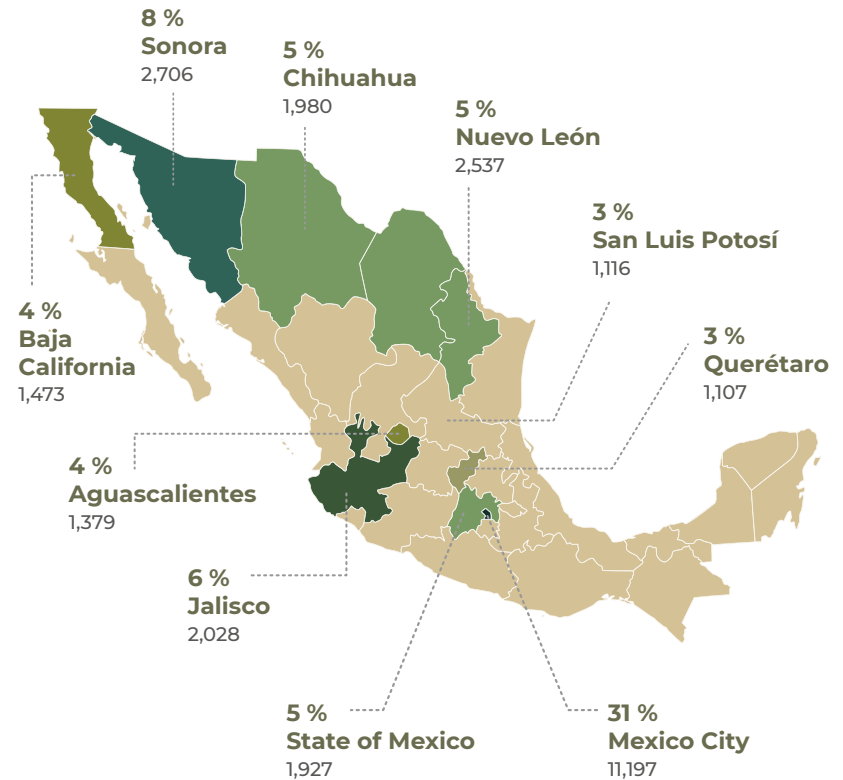 8 %
Sonora
2,706
5 %
Chihuahua
1,980
5 %
Nuevo León
2,537
3 %
San Luis Potosí
1,116
3 %
Querétaro
1,107
4 %
Baja
California
1,473
4 %
Aguascalientes
1,379
6 %
Jalisco
2,028
5 %
State of Mexico
1,927
31 %
Mexico City
11,197